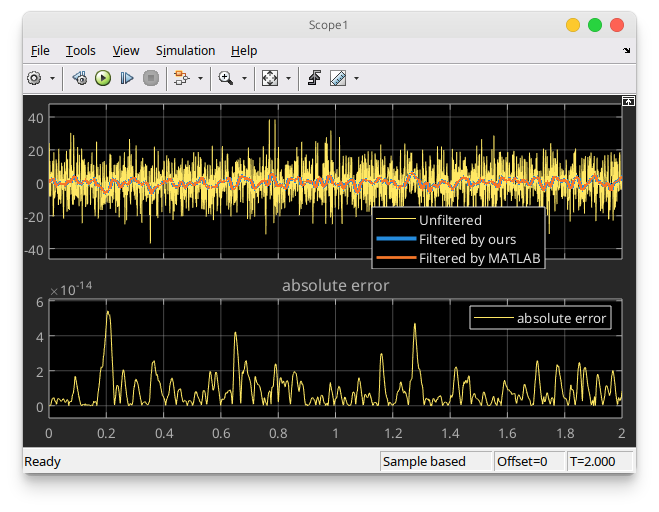 Scope1
File Tools View Simulation Help
40
20
0
-20
-40
Unfiltered
Filtered by ours
Filtered by MATLAB
×10⁻¹⁴
absolute error
6
4
2
0
absolute error
0 0.2 0.4 0.6 0.8 1 1.2 1.4 1.6 1.8 2
Ready Sample based Offset=0 T=2.000